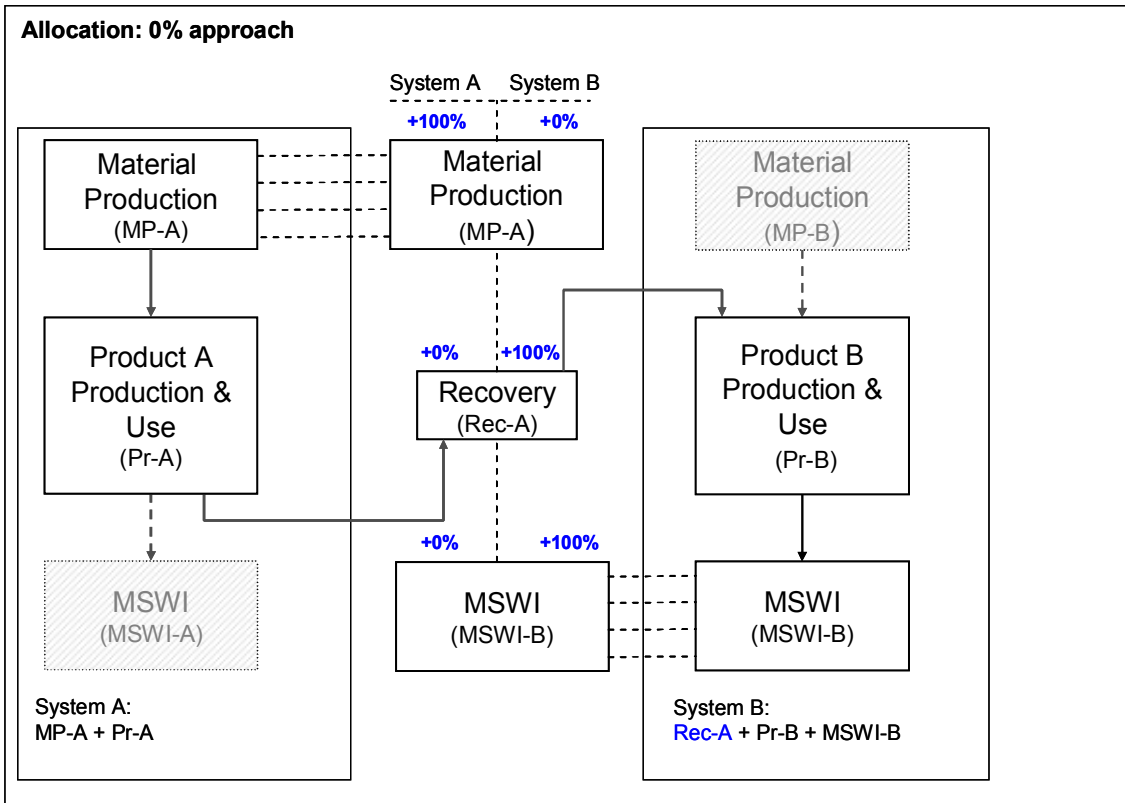 Allocation: 0% approach
System A
System B
+100%
+0%
Material
Production
(MP-A)
Material
Production
(MP-A)
Material
Production
(MP-B)
Product A
Production &
Use
(Pr-A)
+0%
+100%
Recovery
(Rec-A)
Product B
Production &
Use
(Pr-B)
+0%
+100%
MSWI
(MSWI-A)
MSWI
(MSWI-B)
MSWI
(MSWI-B)
System A:
MP-A + Pr-A
System B:
Rec-A + Pr-B + MSWI-B